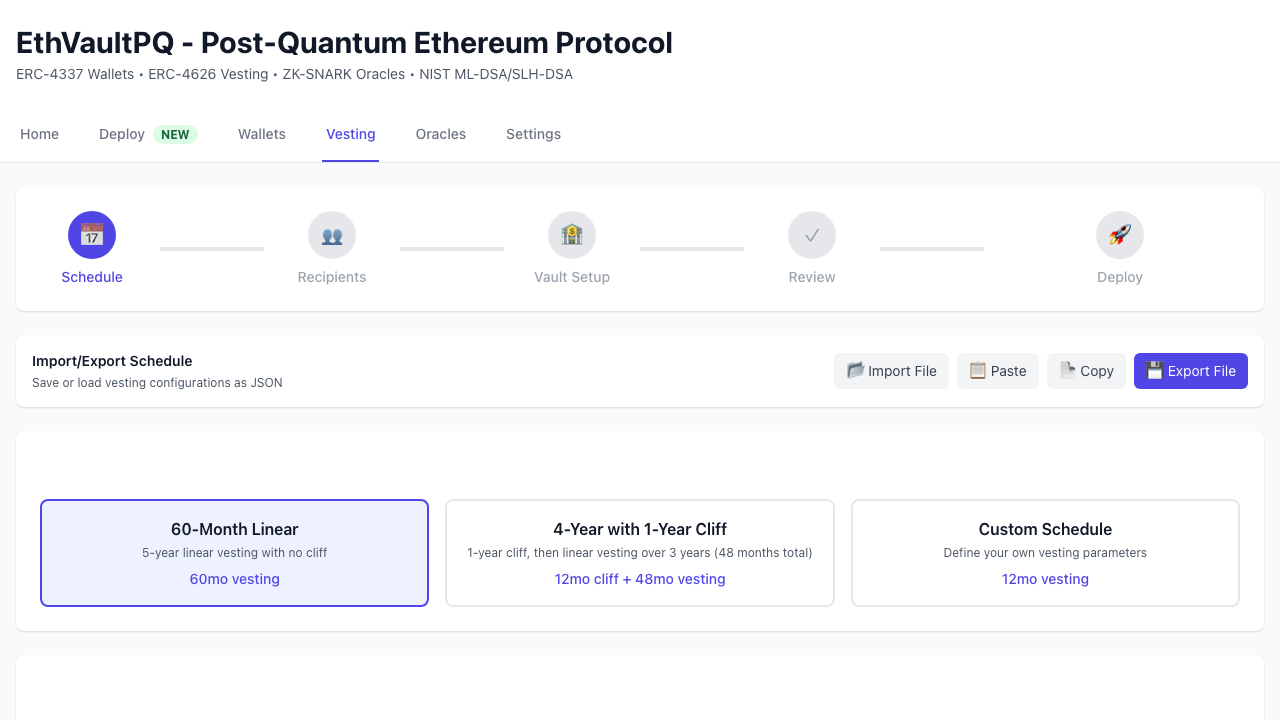 EthVaultPQ - Post-Quantum Ethereum Protocol
ERC-4337 Wallets • ERC-4626 Vesting • ZK-SNARK Oracles • NIST ML-DSA/SLH-DSA
Home Deploy NEW Wallets Vesting Oracles Settings
17
Schedule Recipients Vault Setup Review Deploy
Import/Export Schedule
Save or load vesting configurations as JSON
Import File Paste Copy Export File
60-Month Linear
5-year linear vesting with no cliff
60mo vesting
4-Year with 1-Year Cliff
1-year cliff, then linear vesting over 3 years (48 months total)
12mo cliff + 48mo vesting
Custom Schedule
Define your own vesting parameters
12mo vesting